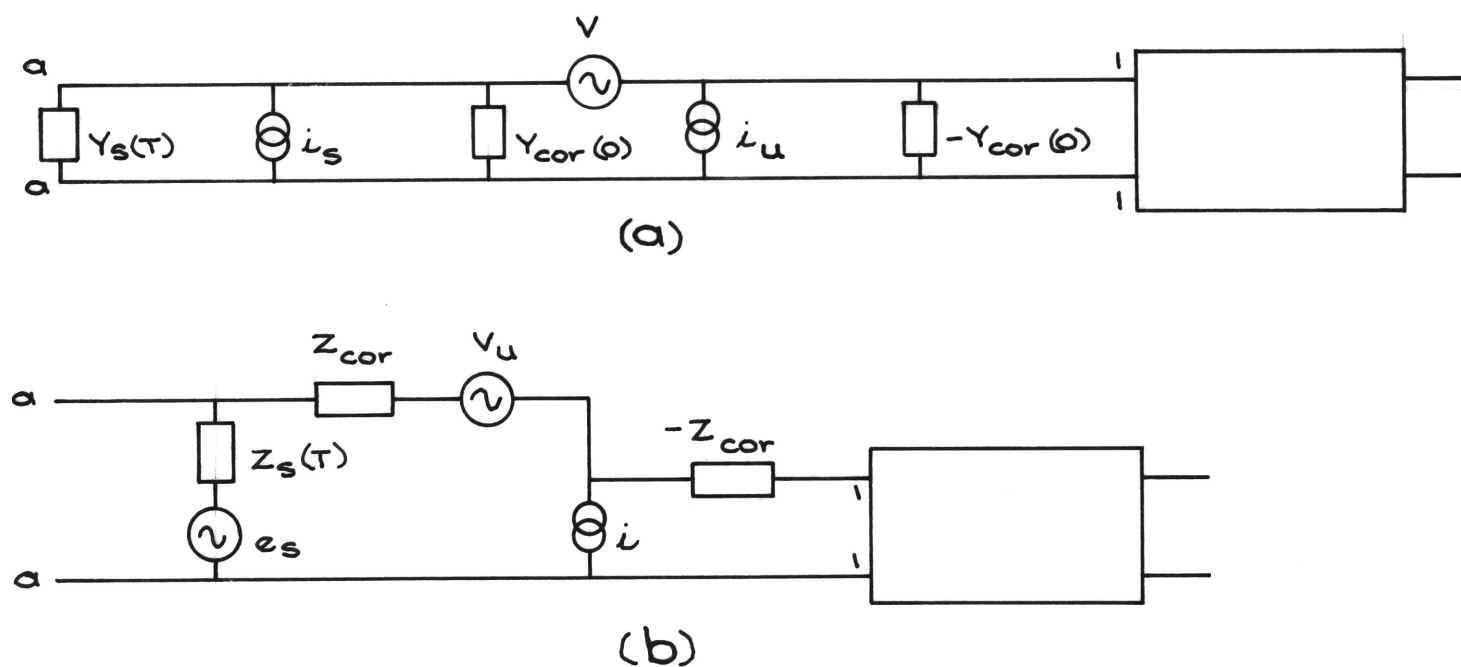 V
a
1
Ys(T)
is
Ycor(0)
iu
-Ycor(0)
a
1
(a)
Zcor
Vu
a
-Zcor
Zs(T)
1
es
i
1
a
(b)